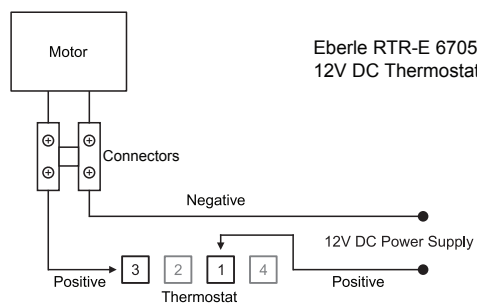 Motor
Eberle RTR-E 6705
12V DC Thermostat
Connectors
Negative
12V DC Power Supply
Positive
3
2
1
4
Positive
Thermostat